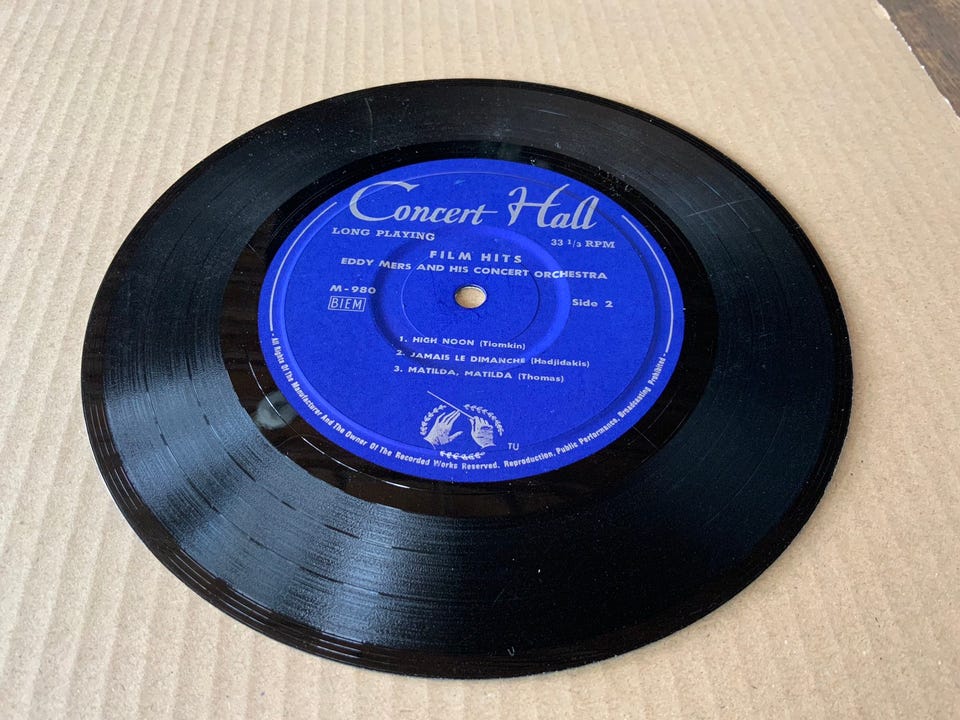 Concert Hall
LONG PLAYING
33 1/3 RPM
FILM HITS
EDDY MERS AND HIS CONCERT ORCHESTRA
M-980
BIEM
Side 2
1. HIGH NOON (Tiomkin)
2. JAMAIS LE DIMANCHE (Hadjidakis)
3. MATILDA, MATILDA (Thomas)
TU
- All Rights Of The Manufacturer And The Owner Of The Recorded Works Reserved. Reproduction, Public Performance, Broadcasting Prohibited -